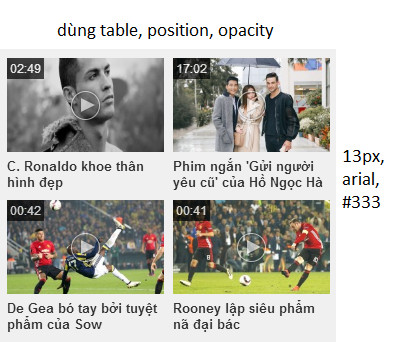 dùng table, position, opacity
02:49
17:02
C. Ronaldo khoe thân
hình đẹp
Phim ngắn 'Gửi người
yêu cũ' của Hồ Ngọc Hà
13px,
arial,
#333
00:42
00:41
De Gea bó tay bởi tuyệt
phẩm của Sow
Rooney lập siêu phẩm
nã đại bác